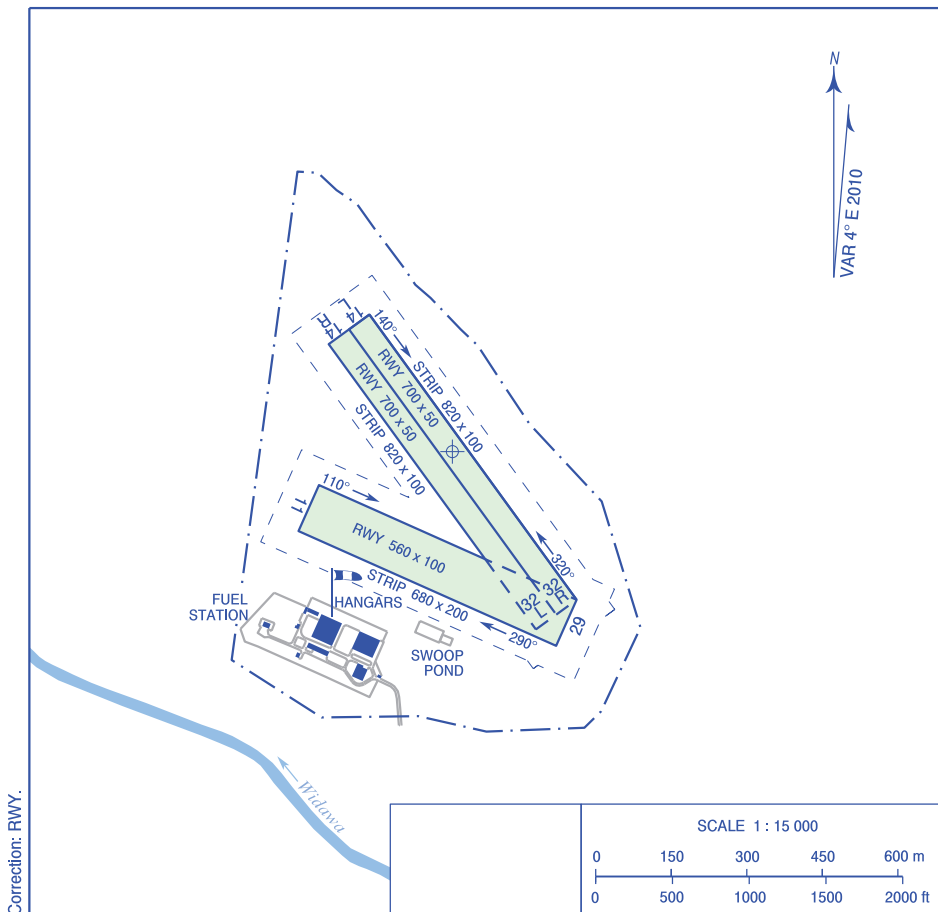 N
VAR 4° E 2010
14L
14R
140°
RWY 700 x 50
STRIP 820 x 100
RWY 700 x 50
STRIP 820 x 100
110°
11
RWY 560 x 100
STRIP 680 x 200
320°
32L
32R
29
290°
FUEL
STATION
HANGARS
SWOOP
POND
Widawa
Correction: RWY.
SCALE 1 : 15 000
0 150 300 450 600 m
0 500 1000 1500 2000 ft